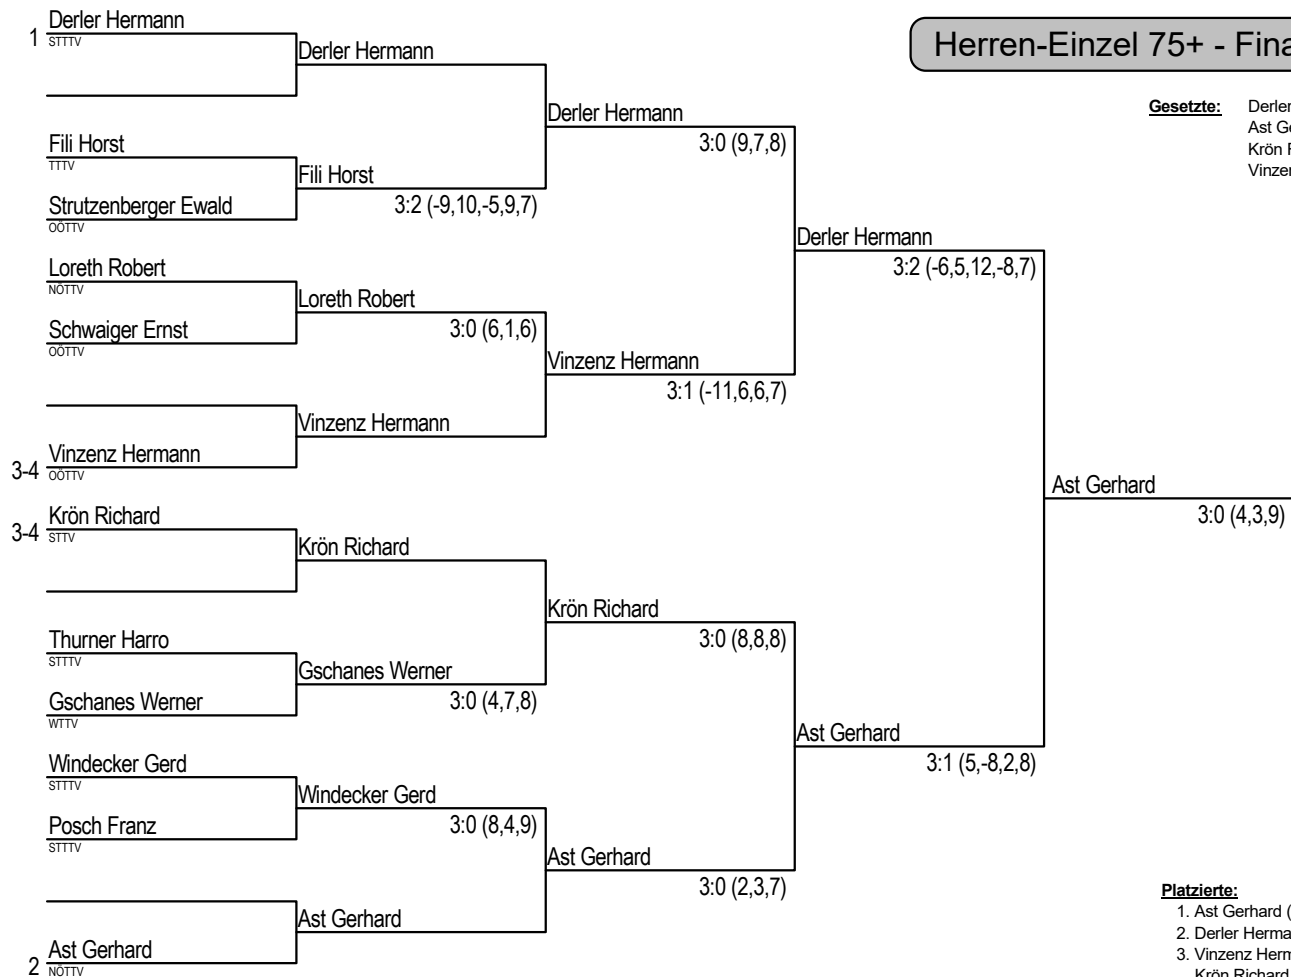 Derler Hermann
1
STTTV
Derler Hermann
Herren-Einzel 75+ - Fina
Gesetzte: Derler
Ast Ge
Krön
Vinzer
Derler Hermann
3:0 (9,7,8)
Fili Horst
TTTV
Fili Horst
3:2 (-9,10,-5,9,7)
Strutzenberger Ewald
OÖTTV
Derler Hermann
3:2 (-6,5,12,-8,7)
Loreth Robert
NÖTTV
Loreth Robert
3:0 (6,1,6)
Schwaiger Ernst
OÖTTV
Vinzenz Hermann
3:1 (-11,6,6,7)
Vinzenz Hermann
Vinzenz Hermann
3-4
OÖTTV
Ast Gerhard
3:0 (4,3,9)
Krön Richard
3-4
STTV
Krön Richard
Krön Richard
3:0 (8,8,8)
Thurner Harro
STTTV
Gschanes Werner
3:0 (4,7,8)
Gschanes Werner
WTTV
Ast Gerhard
3:1 (5,-8,2,8)
Windecker Gerd
STTTV
Windecker Gerd
3:0 (8,4,9)
Posch Franz
STTTV
Ast Gerhard
3:0 (2,3,7)
Ast Gerhard
Ast Gerhard
2
NÖTTV
Platzierte:
1. Ast Gerhard (
2. Derler Herma
3. Vinzenz Herm
Krön Richard